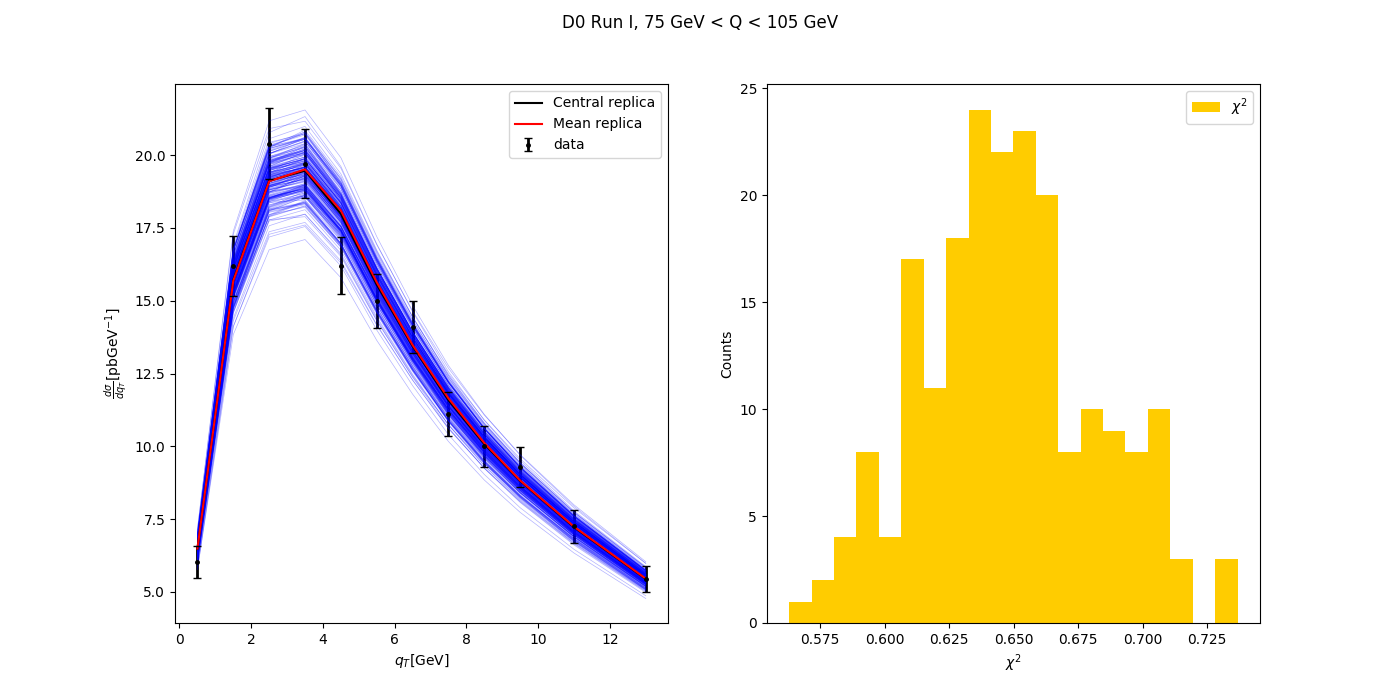 D0 Run I, 75 GeV < Q < 105 GeV
Central replica
Mean replica
data
20.0
17.5
15.0
12.5
10.0
7.5
5.0
dσ/dq_T [pbGeV⁻¹]
0 2 4 6 8 10 12
q_T[GeV]
χ²
25
20
15
10
5
0
Counts
0.575 0.600 0.625 0.650 0.675 0.700 0.725
χ²